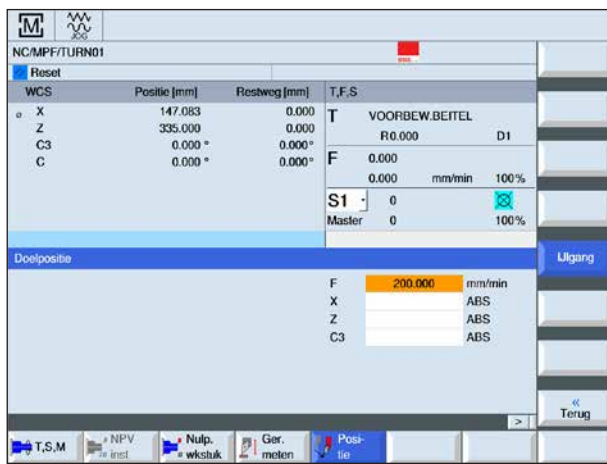 M
JOG
NC/MPF/TURN01
Reset
WCS Positie [mm] Restweg [mm] T,F,S
ø X 147.083 0.000
Z 335.000 0.000
C3 0.000 ° 0.000°
C 0.000 ° 0.000°
T VOORBEW.BEITEL
R0.000 D1
F 0.000
0.000 mm/min 100%
S1 0
Master 0 100%
Doelpositie
IJlgang
F 200.000 mm/min
X ABS
Z ABS
C3 ABS
«
Terug
>
T,S,M
NPV inst.
Nulp. wkstuk
Ger. meten
Posi-
tie